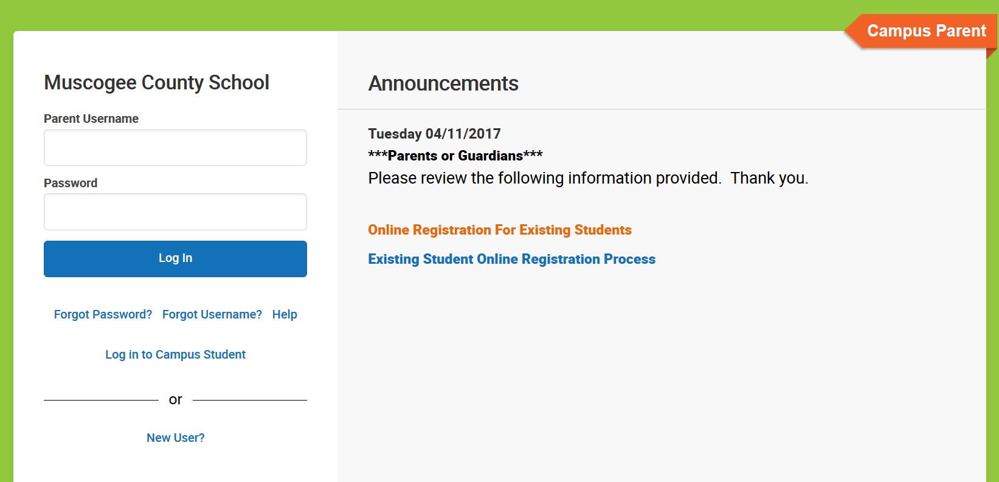 Campus Parent
Muscogee County School
Parent Username
Password
Log In
Forgot Password? Forgot Username? Help
Log in to Campus Student
or
New User?
Announcements
Tuesday 04/11/2017
***Parents or Guardians***
Please review the following information provided.  Thank you.
Online Registration For Existing Students
Existing Student Online Registration Process